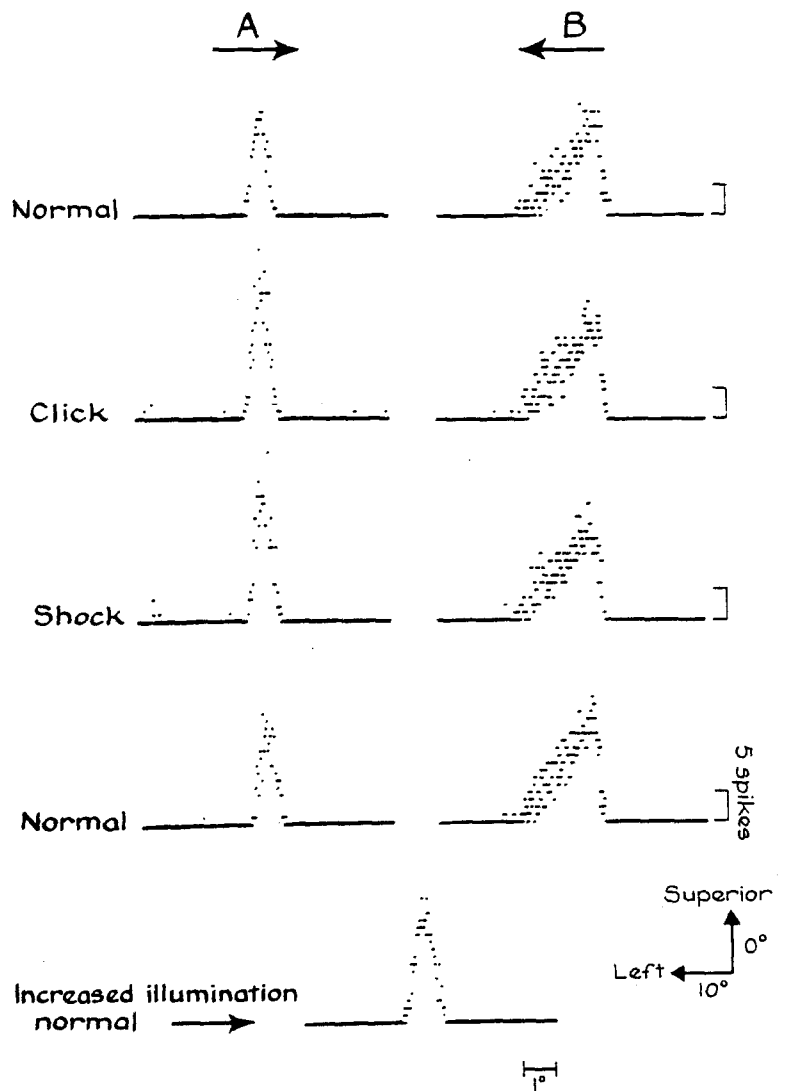 A
B
Normal
Click
Shock
Normal
5 spikes
Superior
0°
Left
10°
Increased illumination
normal
1°